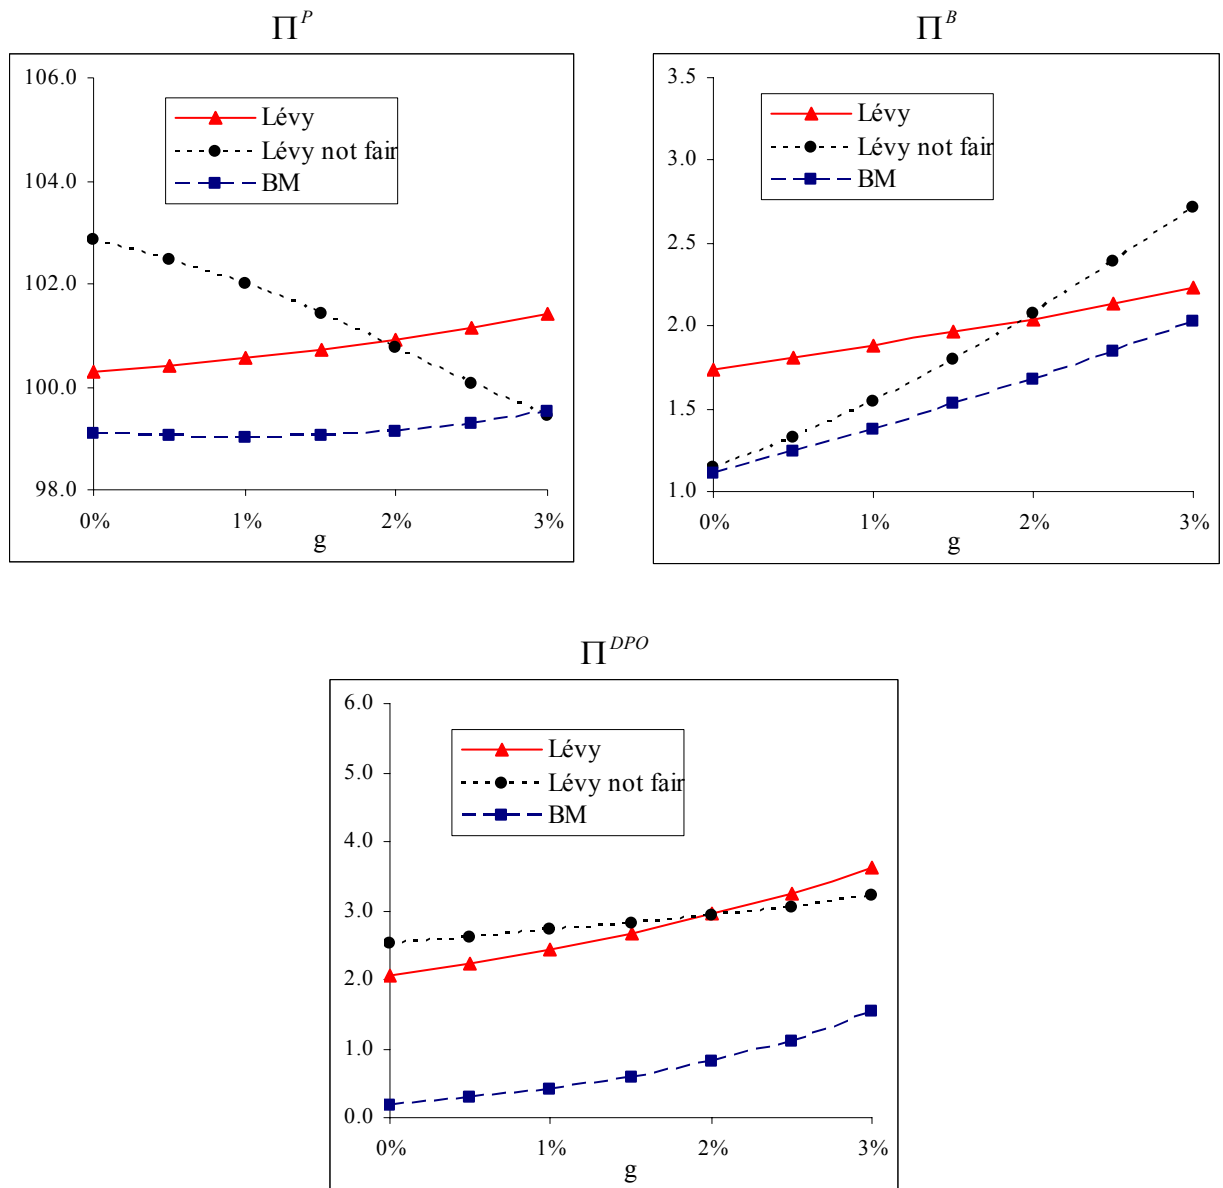 Π^P
106.0
104.0
102.0
100.0
98.0
Lévy
Lévy not fair
BM
0% 1% 2% 3%
g
Π^B
3.5
3.0
2.5
2.0
1.5
1.0
Lévy
Lévy not fair
BM
0% 1% 2% 3%
g
Π^DPO
6.0
5.0
4.0
3.0
2.0
1.0
0.0
Lévy
Lévy not fair
BM
0% 1% 2% 3%
g